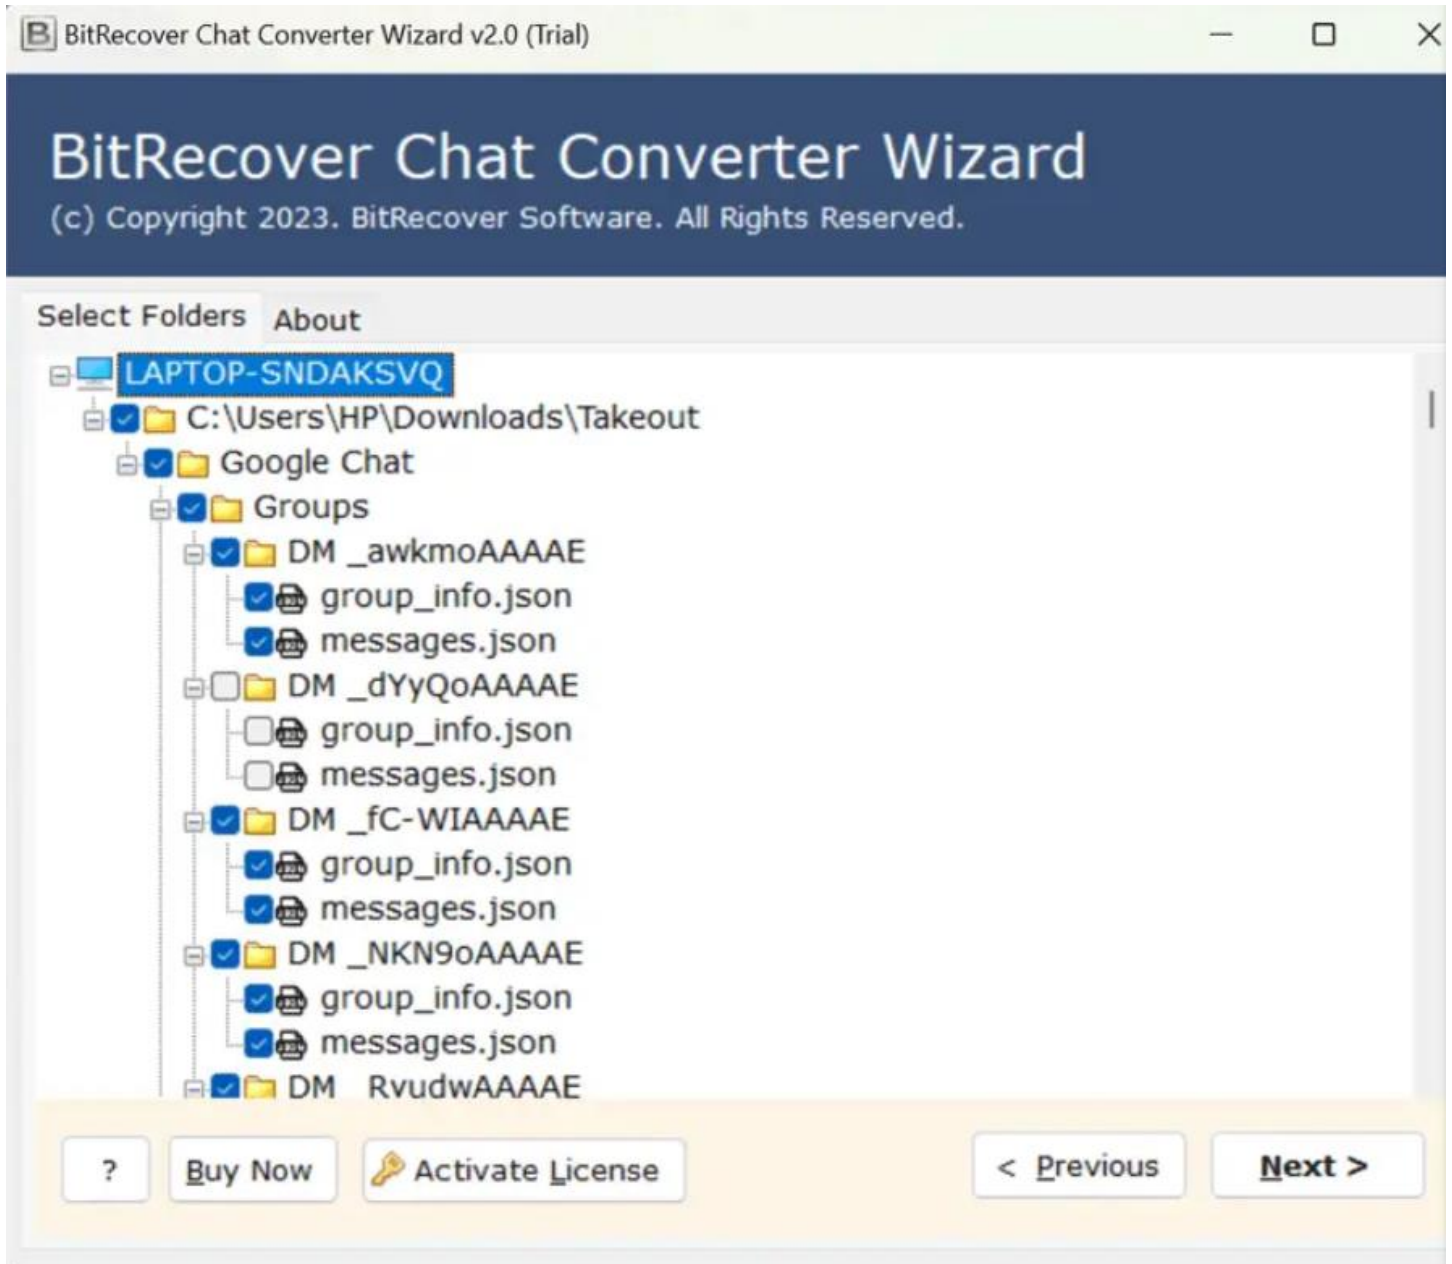 BitRecover Chat Converter Wizard v2.0 (Trial)
BitRecover Chat Converter Wizard
(c) Copyright 2023. BitRecover Software. All Rights Reserved.
Select Folders About
LAPTOP-SNDAKSVQ
C:\Users\HP\Downloads\Takeout
Google Chat
Groups
DM _awkmoAAAAE
group_info.json
messages.json
DM _dYyQoAAAAE
group_info.json
messages.json
DM _fC-WIAAAAE
group_info.json
messages.json
DM _NKN9oAAAAE
group_info.json
messages.json
DM _RvudwAAAAE
? Buy Now Activate License < Previous Next >